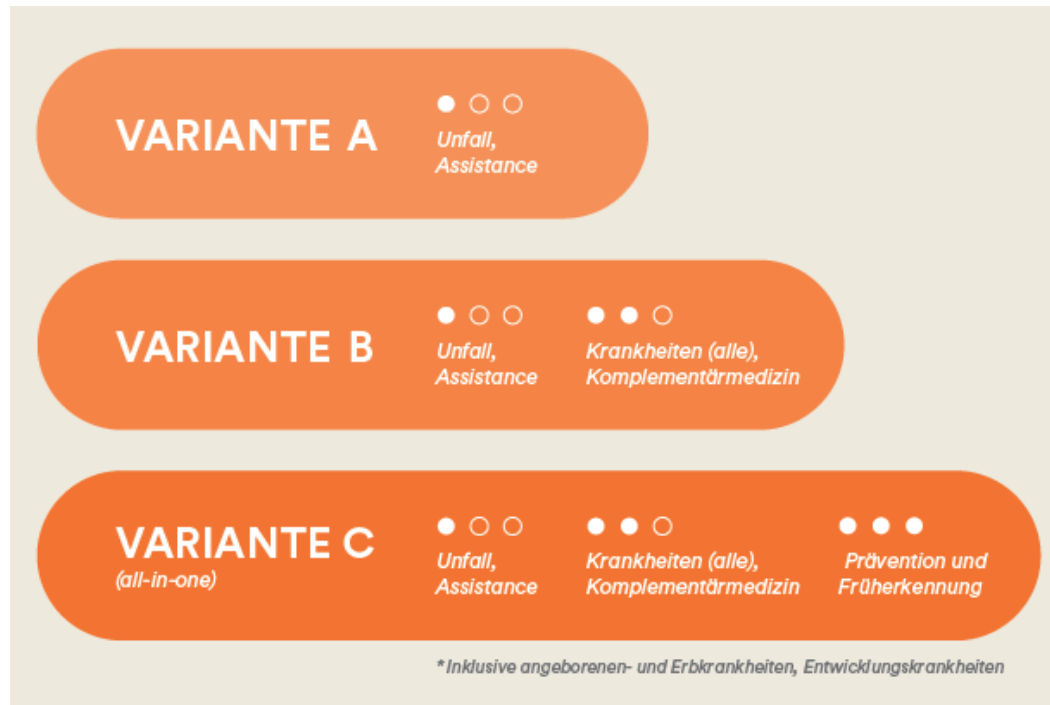 VARIANTE A
Unfall,
Assistance
VARIANTE B
Unfall,
Assistance
Krankheiten (alle),
Komplementärmedizin
VARIANTE C
(all-in-one)
Unfall,
Assistance
Krankheiten (alle),
Komplementärmedizin
Prävention und
Früherkennung
*Inklusive angeborenen- und Erbkrankheiten, Entwicklungskrankheiten